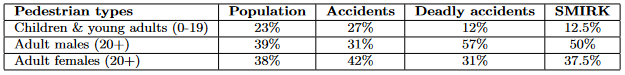 Pedestrian types Population Accidents Deadly accidents SMIRK
Children & young adults (0-19) 23% 27% 12% 12.5%
Adult males (20+) 39% 31% 57% 50%
Adult females (20+) 38% 42% 31% 37.5%